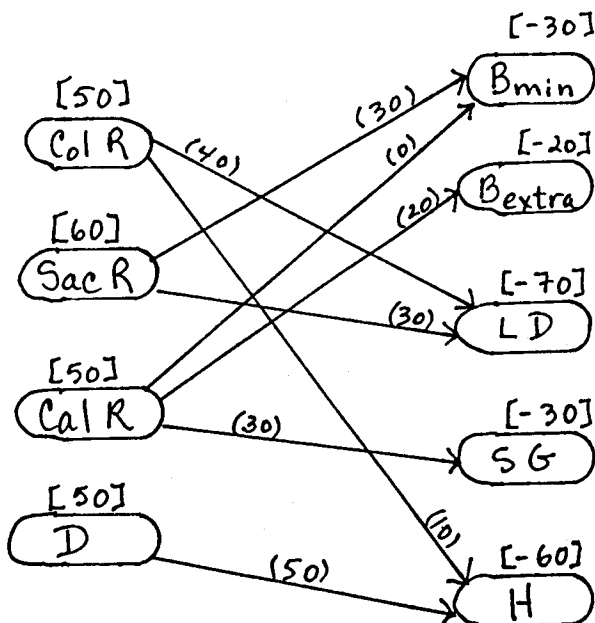 [-30]
Bmin
[50]
Col R
(30)
(40)
(0)
[-20]
Bextra
(20)
[60]
Sac R
[-70]
LD
(30)
[50]
Cal R
(30)
[-30]
SG
[50]
D
(10)
(50)
[-60]
H